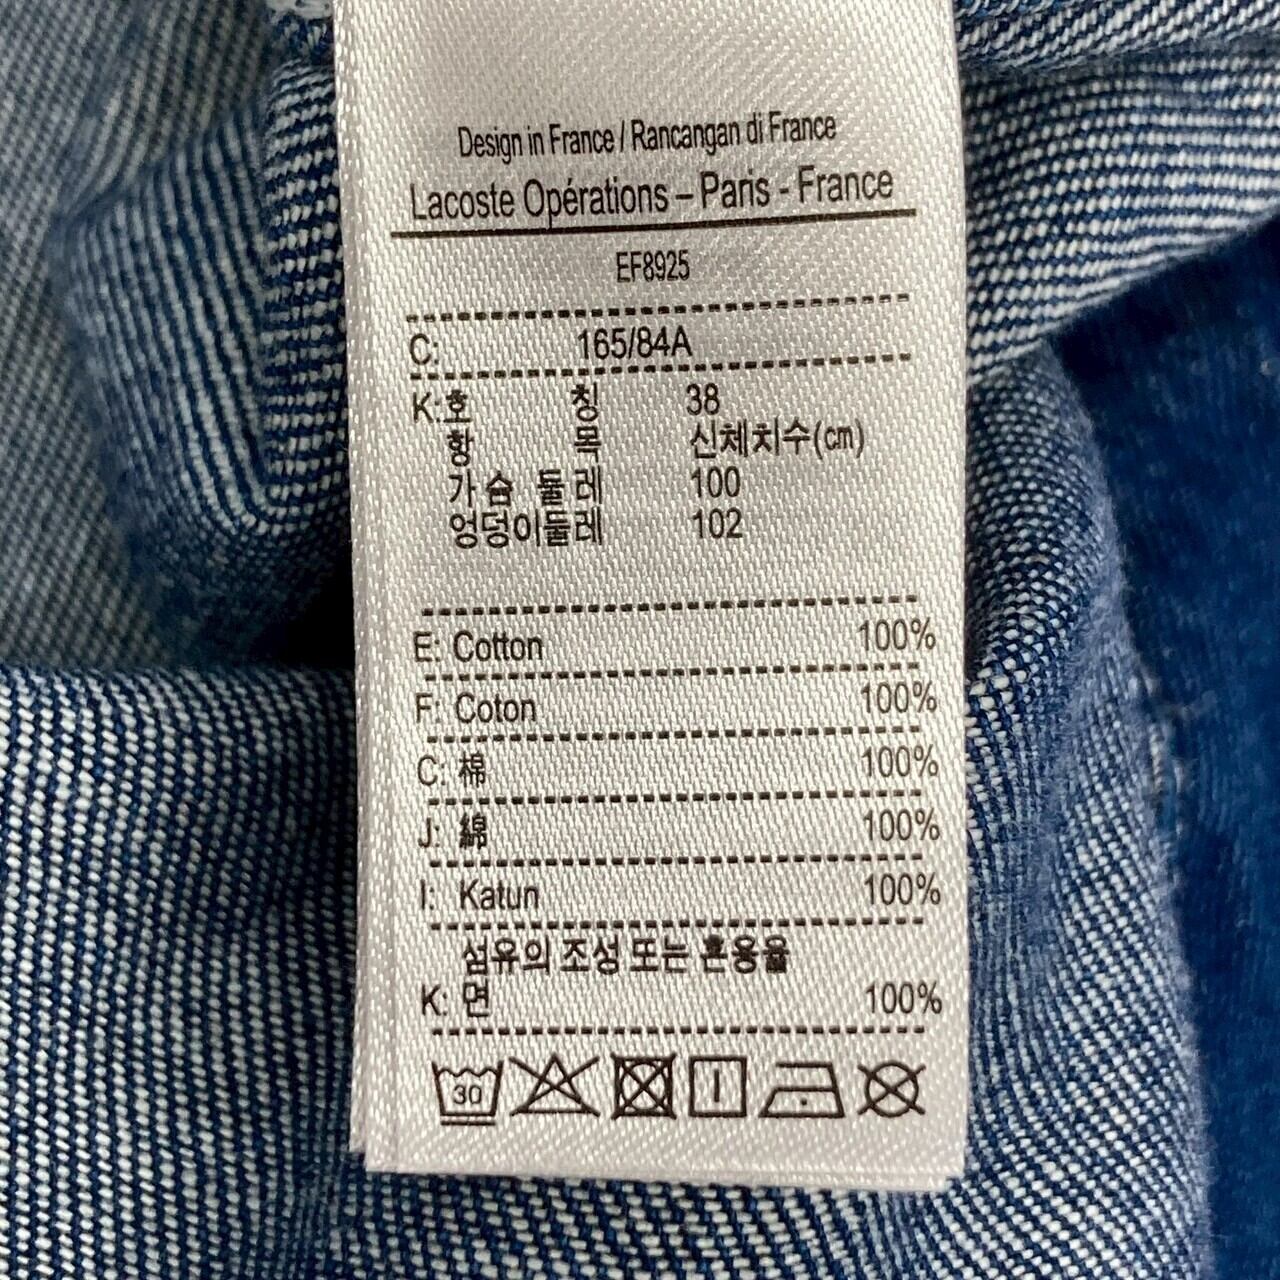 Design in France / Rancangan di France
Lacoste Opérations – Paris - France
EF8925
C: 165/84A
K:호 칭 38
항 목 신체치수(cm)
가슴 둘레 100
엉덩이둘레 102
E: Cotton 100%
F: Coton 100%
C: 棉 100%
J: 綿 100%
I: Katun 100%
섬유의 조성 또는 혼용율
K: 면 100%
30